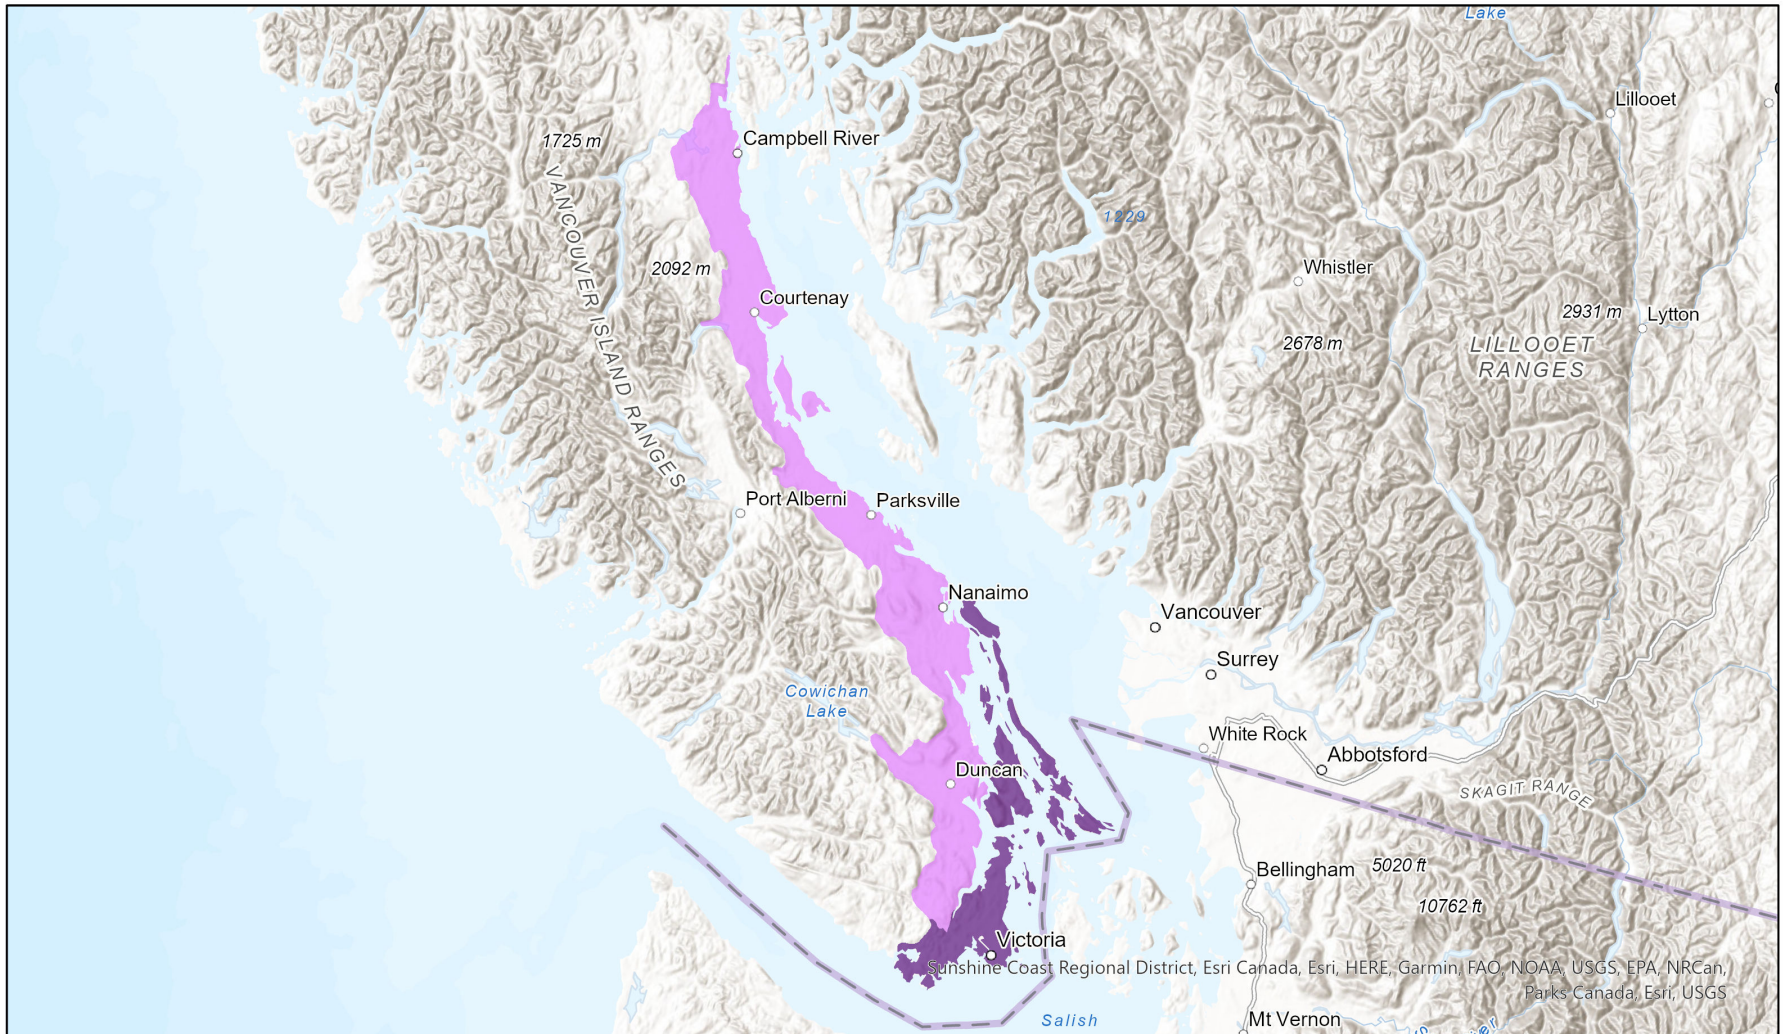 Lake
Lillooet
Campbell River
1725 m
1229
VANCOUVER ISLAND RANGES
2092 m
Whistler
Courtenay
2931 m
Lytton
2678 m
LILLOOET
RANGES
Port Alberni
Parksville
Nanaimo
Vancouver
Surrey
Cowichan
Lake
White Rock
Abbotsford
Duncan
SKAGIT RANGE
5020 ft
Bellingham
10762 ft
Victoria
Sunshine Coast Regional District, Esri Canada, Esri, HERE, Garmin, FAO, NOAA, USGS, EPA, NRCan,
Parks Canada, Esri, USGS
Salish
Mt Vernon